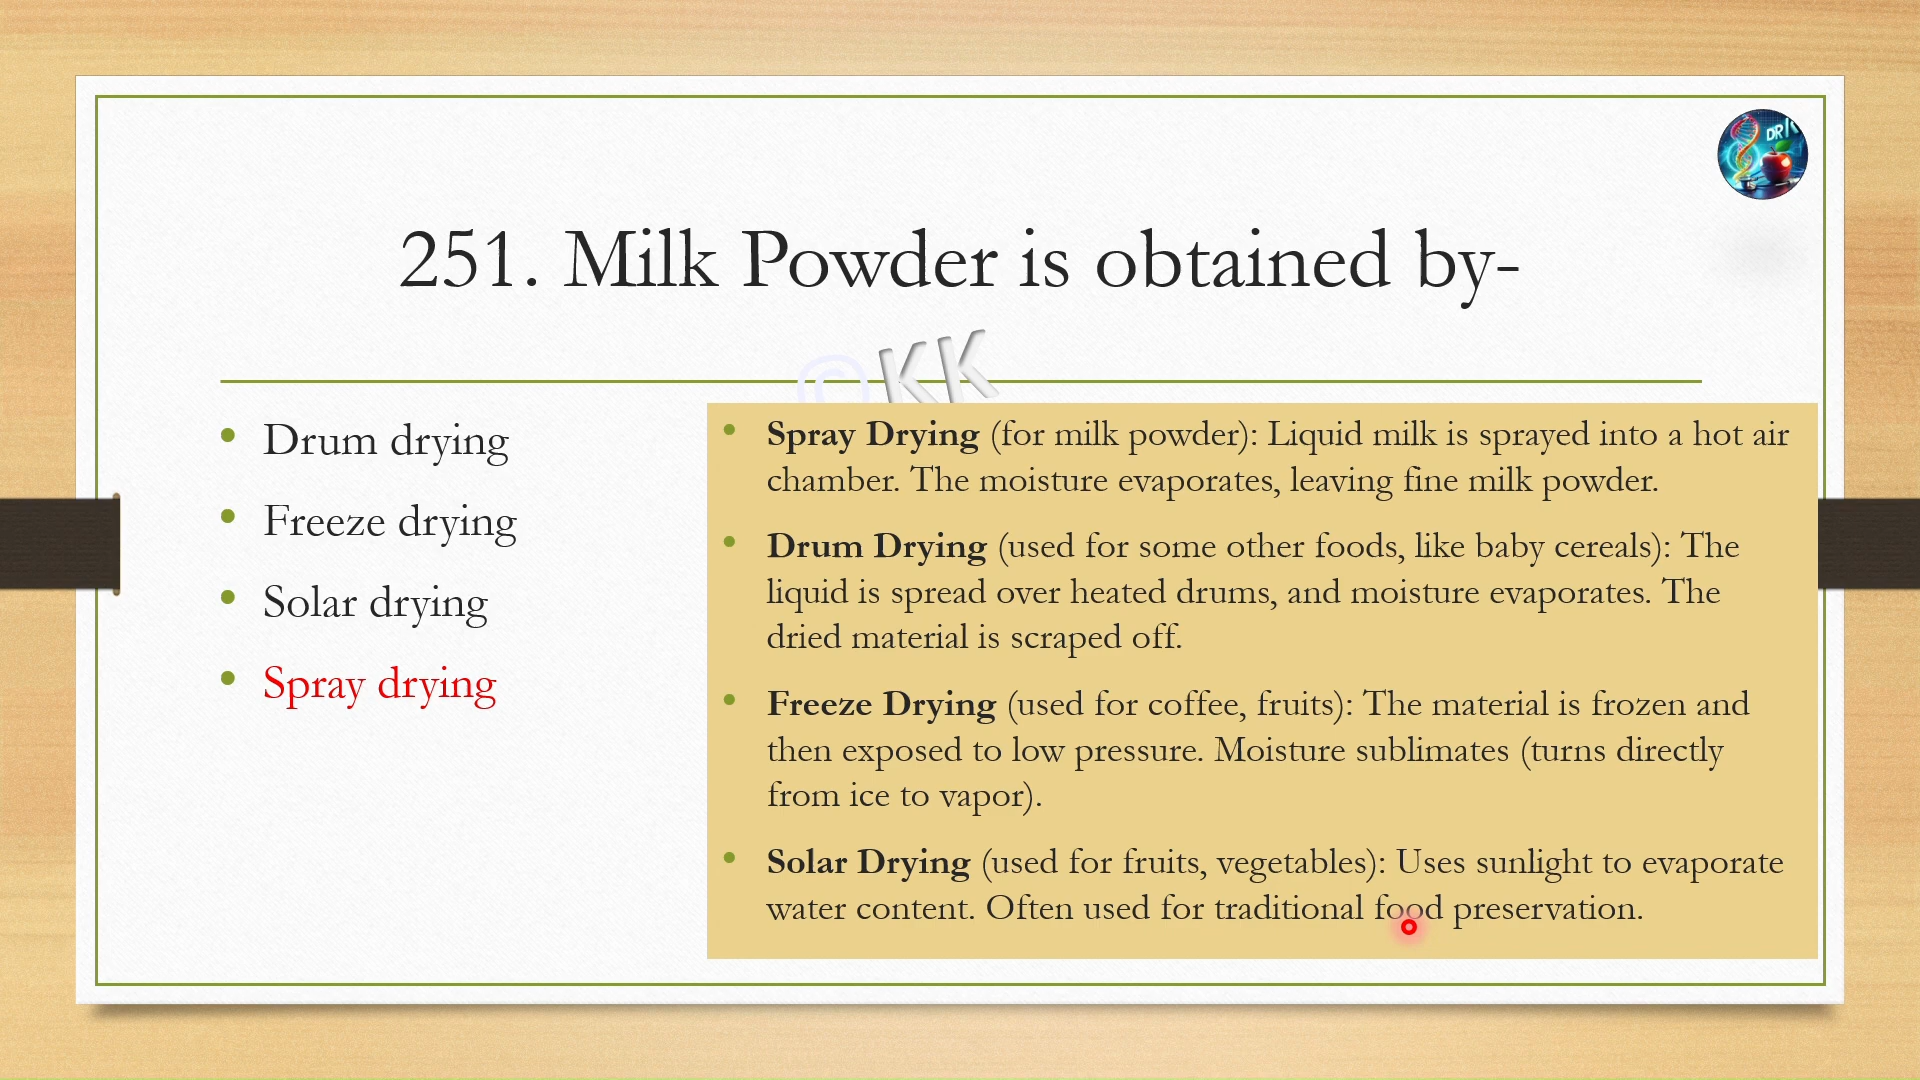 DR K
251. Milk Powder is obtained by-
©KK
• Drum drying
• Freeze drying
• Solar drying
• Spray drying
• Spray Drying (for milk powder): Liquid milk is sprayed into a hot air
chamber. The moisture evaporates, leaving fine milk powder.
• Drum Drying (used for some other foods, like baby cereals): The
liquid is spread over heated drums, and moisture evaporates. The
dried material is scraped off.
• Freeze Drying (used for coffee, fruits): The material is frozen and
then exposed to low pressure. Moisture sublimates (turns directly
from ice to vapor).
• Solar Drying (used for fruits, vegetables): Uses sunlight to evaporate
water content. Often used for traditional food preservation.